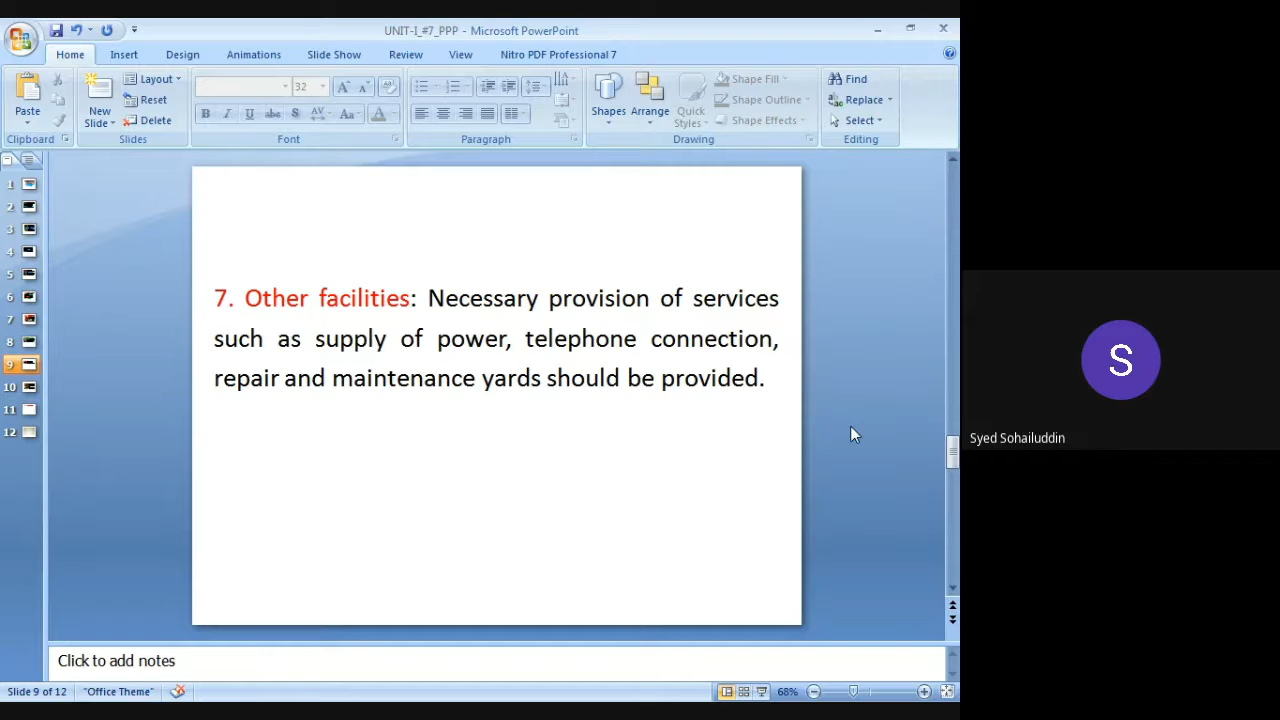 UNIT-I_#7_PPP - Microsoft PowerPoint
Home Insert Design Animations Slide Show Review View Nitro PDF Professional 7
Paste
Clipboard
New
Slide
Layout
Reset
Delete
Slides
32
B I U abc S AV Aa A
Font
Paragraph
Shapes
Arrange
Quick
Styles
Shape Fill
Shape Outline
Shape Effects
Drawing
Find
Replace
Select
Editing
1
2
3
4
5
6
7
8
9
10
11
12
7. Other facilities: Necessary provision of services
such as supply of power, telephone connection,
repair and maintenance yards should be provided.
Click to add notes
Slide 9 of 12 "Office Theme" 68%
S
Syed Sohailuddin